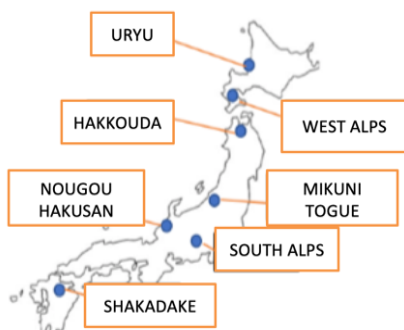 URYU
HAKKOUDA
WEST ALPS
NOUGOU
HAKUSAN
MIKUNI
TOGUE
SOUTH ALPS
SHAKADAKE